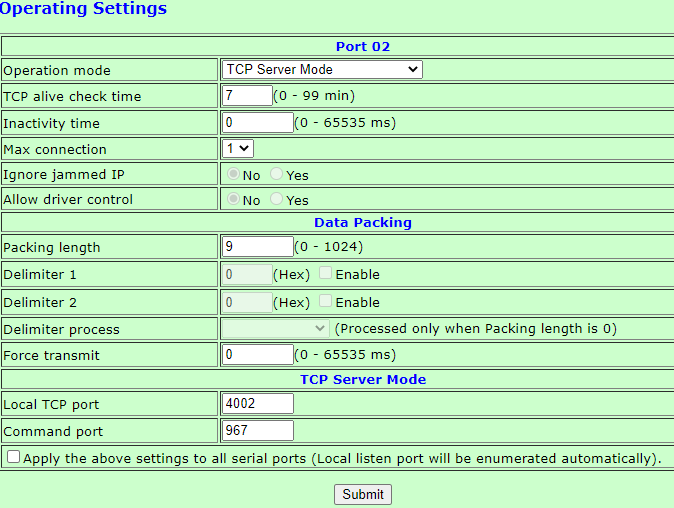 Operating Settings
Port 02
Operation mode TCP Server Mode
TCP alive check time 7 (0 - 99 min)
Inactivity time 0 (0 - 65535 ms)
Max connection 1
Ignore jammed IP No Yes
Allow driver control No Yes
Data Packing
Packing length 9 (0 - 1024)
Delimiter 1 0 (Hex) Enable
Delimiter 2 0 (Hex) Enable
Delimiter process (Processed only when Packing length is 0)
Force transmit 0 (0 - 65535 ms)
TCP Server Mode
Local TCP port 4002
Command port 967
Apply the above settings to all serial ports (Local listen port will be enumerated automatically).
Submit